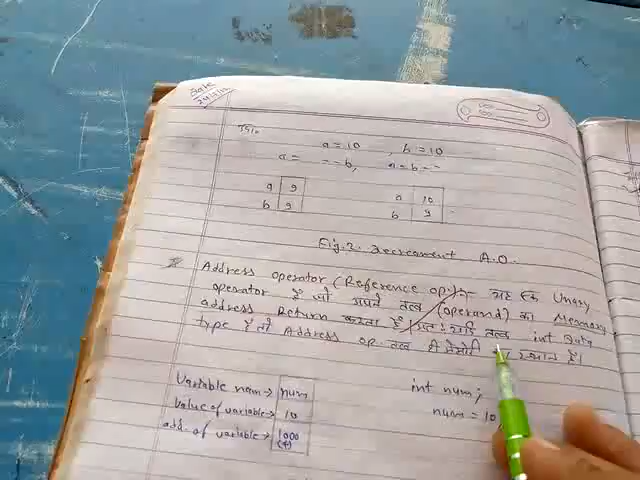 Date
a = 10 , b = 10
a = --b, a = b--
a 9 a 10
b 9 b 9
Fig. 2. Decrement A.O.
* Address operator (Reference op.):- यह एक Unary
operator है जो अपने तत्व (operand) का Memory
address Return करता है। अतः यदि तत्व int data
type है तो Address op. तत्व में मेमोरी का स्थान है।
Variable nam → num int num;
Value of variable → 10 num = 10
add. of variable → 1000